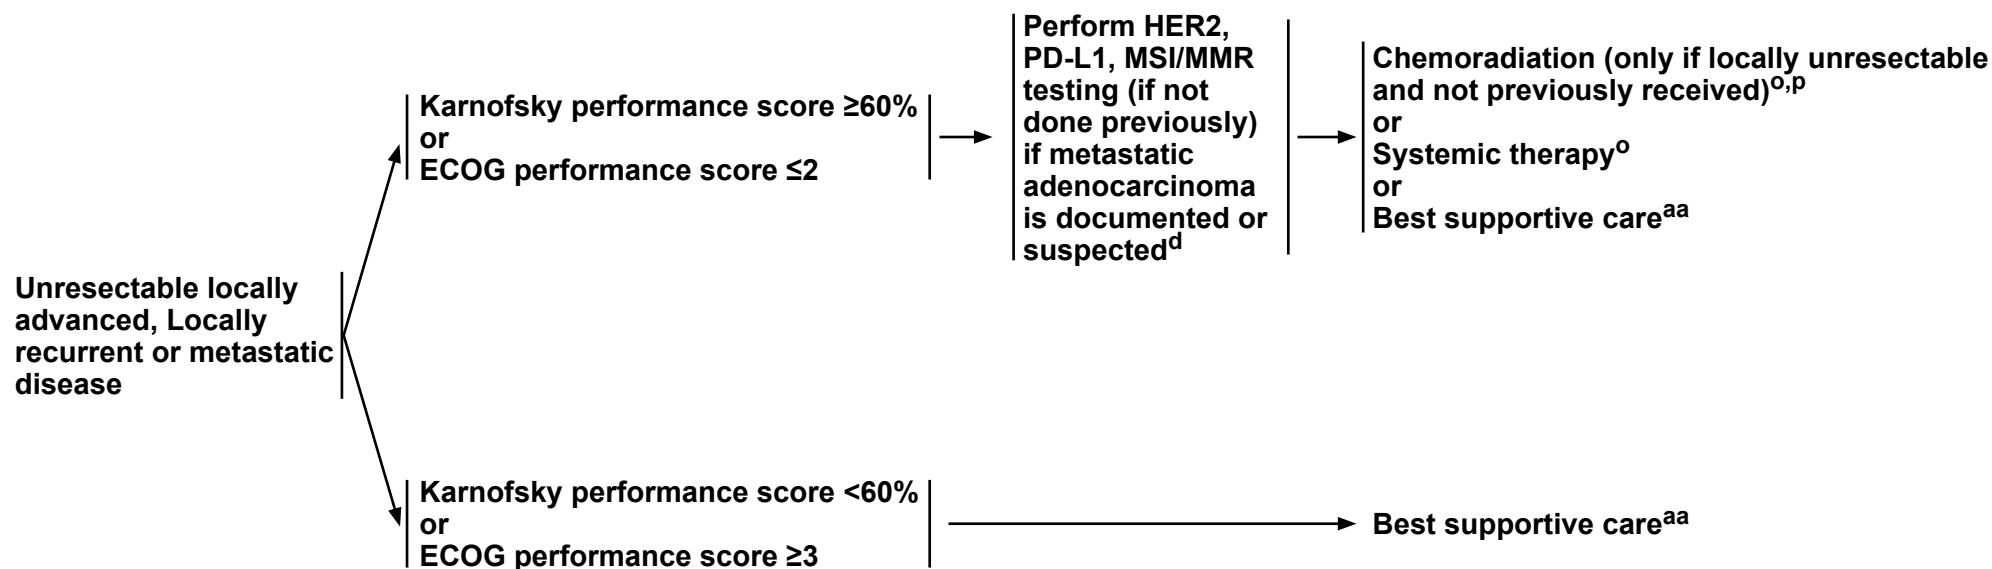 Unresectable locally
advanced, Locally
recurrent or metastatic
disease
Karnofsky performance score ≥60%
or
ECOG performance score ≤2
Perform HER2,
PD-L1, MSI/MMR
testing (if not
done previously)
if metastatic
adenocarcinoma
is documented or
suspectedᵈ
Chemoradiation (only if locally unresectable
and not previously received)ᵒ,ᵖ
or
Systemic therapyᵒ
or
Best supportive careᵃᵃ
Karnofsky performance score <60%
or
ECOG performance score ≥3
Best supportive careᵃᵃ